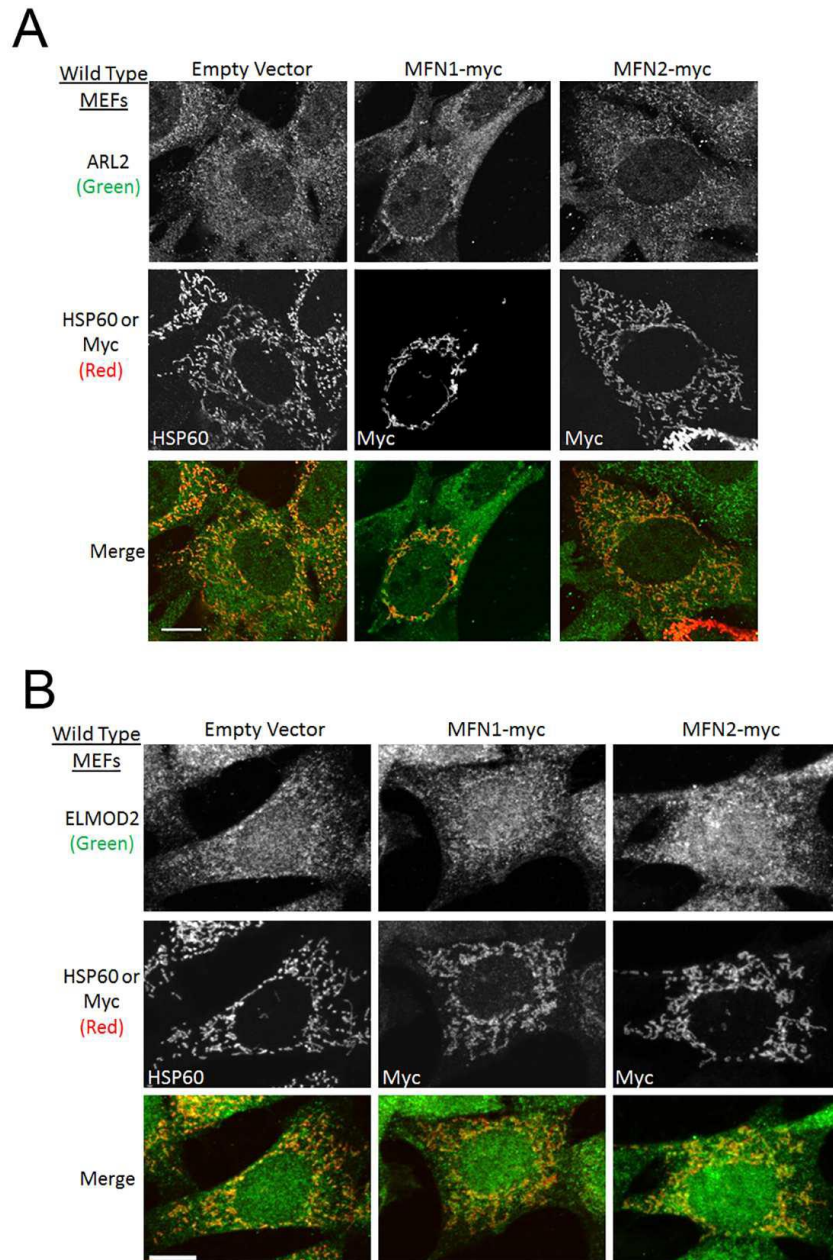 A
Wild Type
MEFs
Empty Vector
MFN1-myc
MFN2-myc
ARL2
(Green)
HSP60 or
Myc
(Red)
HSP60
Myc
Myc
Merge
B
Wild Type
MEFs
Empty Vector
MFN1-myc
MFN2-myc
ELMOD2
(Green)
HSP60 or
Myc
(Red)
HSP60
Myc
Myc
Merge